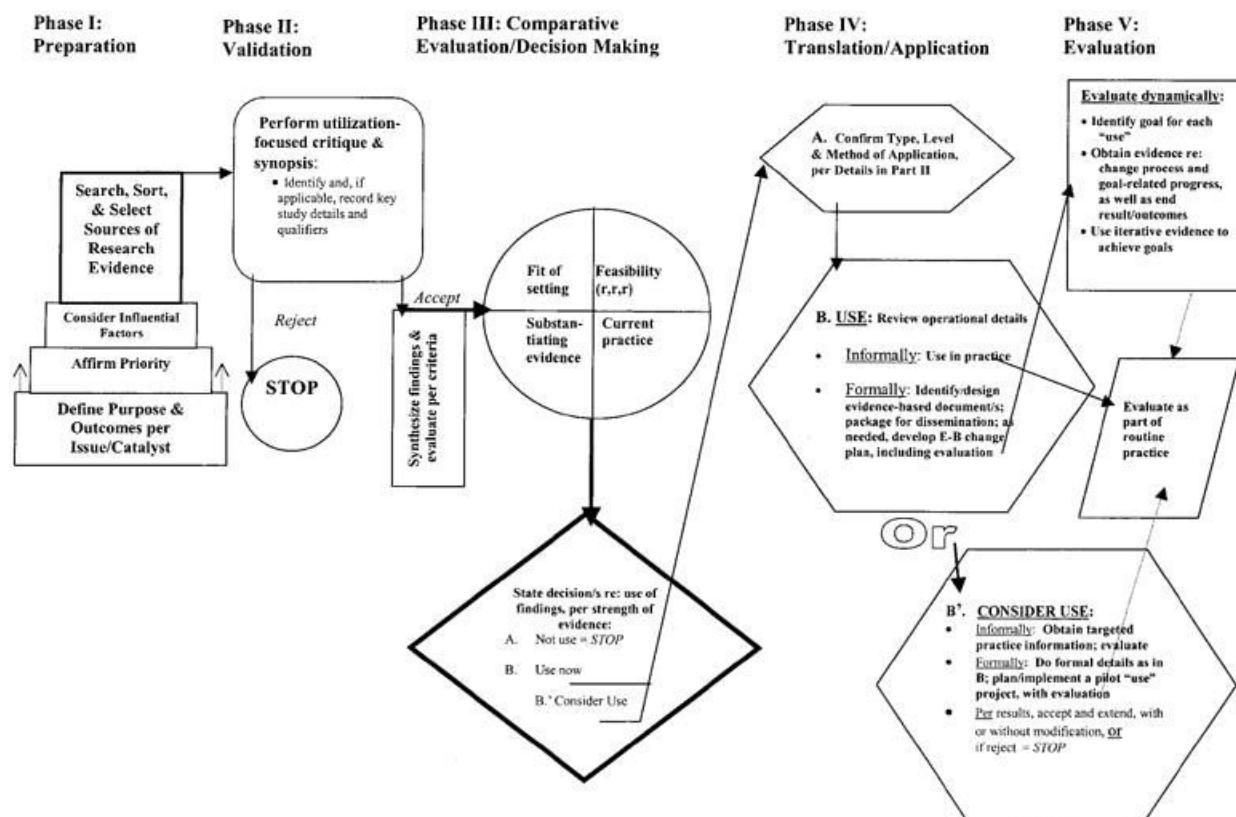 Phase I:
Preparation
Phase II:
Validation
Phase III: Comparative
Evaluation/Decision Making
Phase IV:
Translation/Application
Phase V:
Evaluation
Search, Sort,
& Select
Sources of
Research
Evidence
Consider Influential
Factors
Affirm Priority
Define Purpose &
Outcomes per
Issue/Catalyst
Perform utilization-
focused critique &
synopsis:
▪ Identify and, if
applicable, record key
study details and
qualifiers
Reject
STOP
Accept
Synthesize findings &
evaluate per criteria
Fit of
setting
Feasibility
(r,r,r)
Substan-
tiating
evidence
Current
practice
State decision/s re: use of
findings, per strength of
evidence:
A. Not use = STOP
B. Use now
B.' Consider Use
A. Confirm Type, Level
& Method of Application,
per Details in Part II
B. USE: Review operational details
• Informally: Use in practice
• Formally: Identify/design
evidence-based document/s;
package for dissemination; as
needed, develop E-B change
plan, including evaluation
Or
B'. CONSIDER USE:
• Informally: Obtain targeted
practice information; evaluate
• Formally: Do formal details as in
B; plan/implement a pilot “use”
project, with evaluation
• Per results, accept and extend, with
or without modification, or
if reject = STOP
Evaluate dynamically:
• Identify goal for each
“use”
• Obtain evidence re:
change process and
goal-related progress,
as well as end
result/outcomes
• Use iterative evidence to
achieve goals
Evaluate as
part of
routine
practice